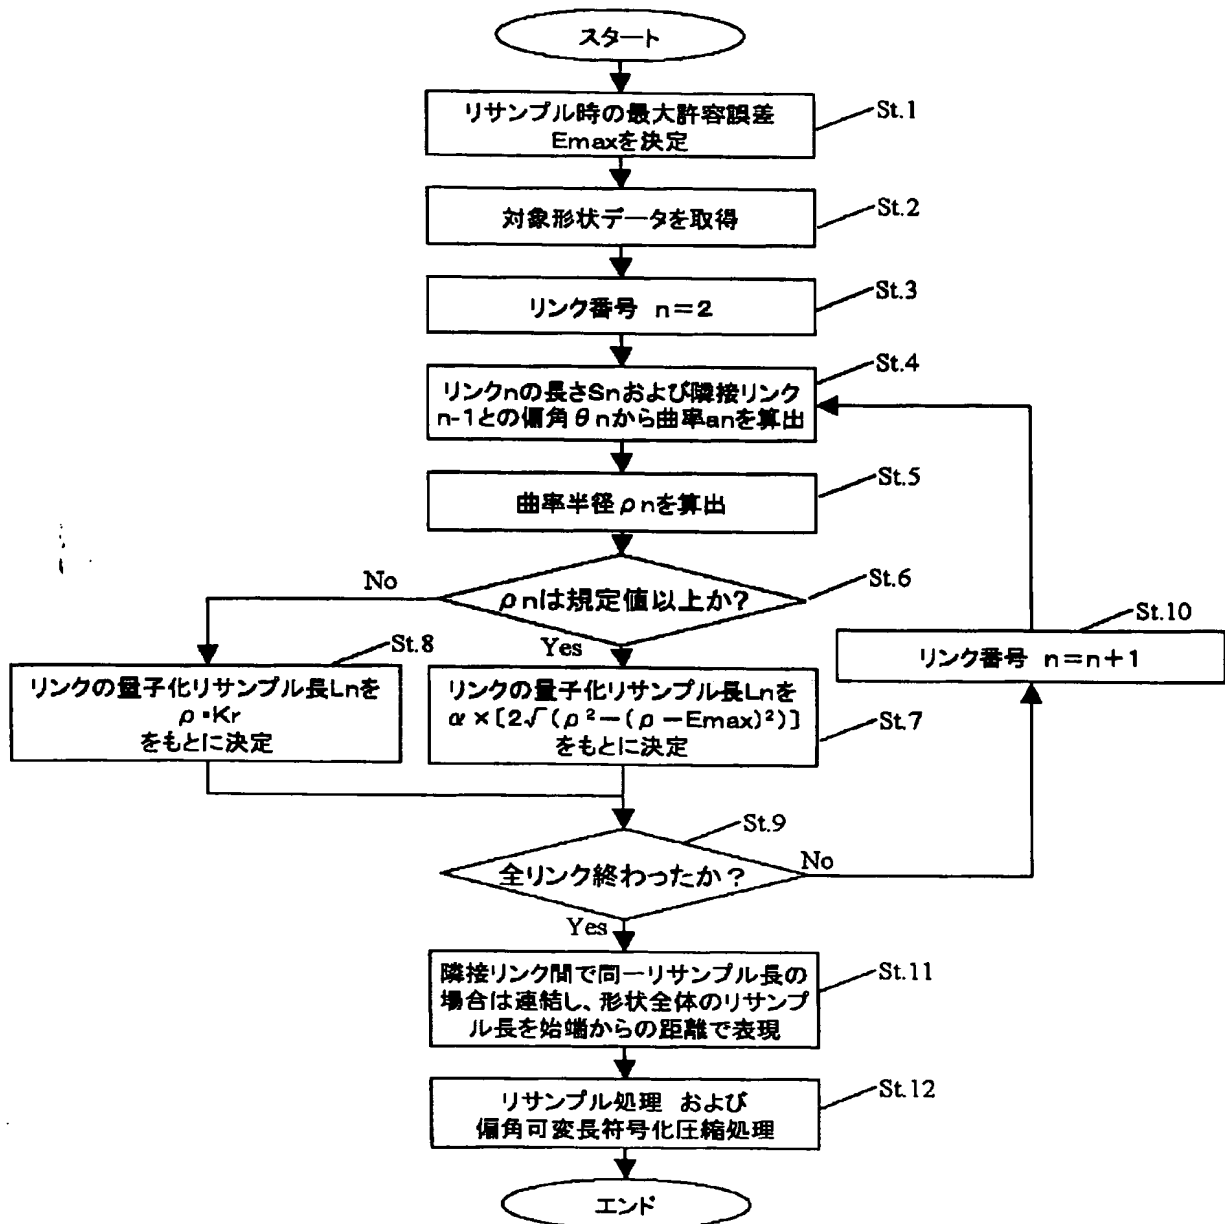 スタート
リサンプル時の最大許容誤差
Emaxを決定
St.1
対象形状データを取得
St.2
リンク番号 n=2
St.3
リンクnの長さSnおよび隣接リンク
n-1との偏角θnから曲率anを算出
St.4
曲率半径ρnを算出
St.5
ρnは規定値以上か?
St.6
No
Yes
St.8
リンクの量子化リサンプル長Lnを
ρ・Kr
をもとに決定
リンクの量子化リサンプル長Lnを
α×[2√(ρ²-(ρ-Emax)²)]
をもとに決定
St.7
St.10
リンク番号 n=n+1
St.9
全リンク終わったか?
No
Yes
隣接リンク間で同一リサンプル長の
場合は連結し、形状全体のリサンプ
ル長を始端からの距離で表現
St.11
リサンプル処理 および
偏角可変長符号化圧縮処理
St.12
エンド